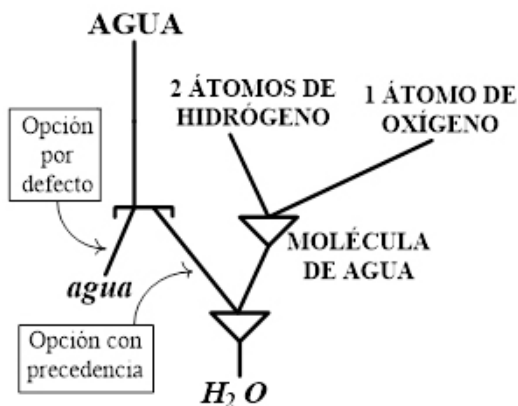 AGUA
2 ÁTOMOS DE
HIDRÓGENO
1 ÁTOMO DE
OXÍGENO
Opción
por
defecto
MOLÉCULA
DE AGUA
agua
Opción con
precedencia
H₂ O